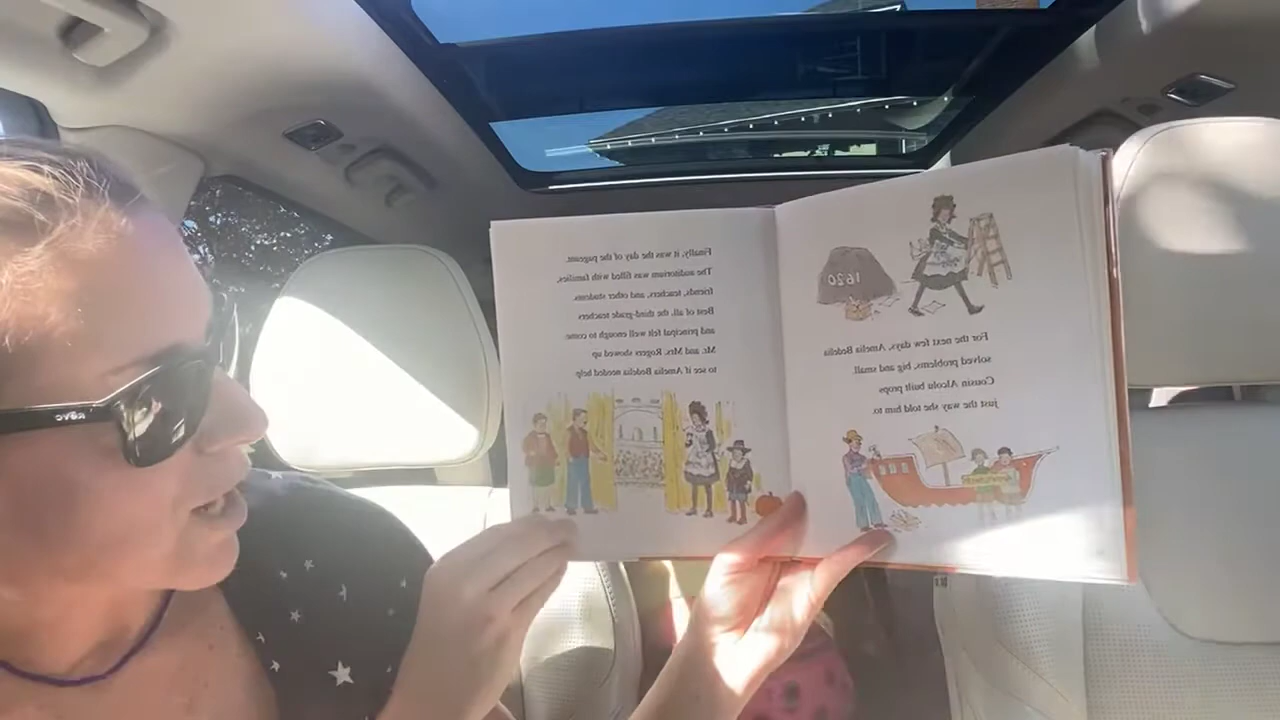 1620
For the next few days, Amelia Bedelia
solved problems, big and small.
Cousin Alcolu built props
just the way she told him to.
Finally, it was the day of the pageant.
The auditorium was filled with families,
friends, teachers, and other students.
Best of all, the third-grade teachers
and principal felt well enough to come.
Mr. and Mrs. Rogers showed up
to see if Amelia Bedelia needed help
REVO